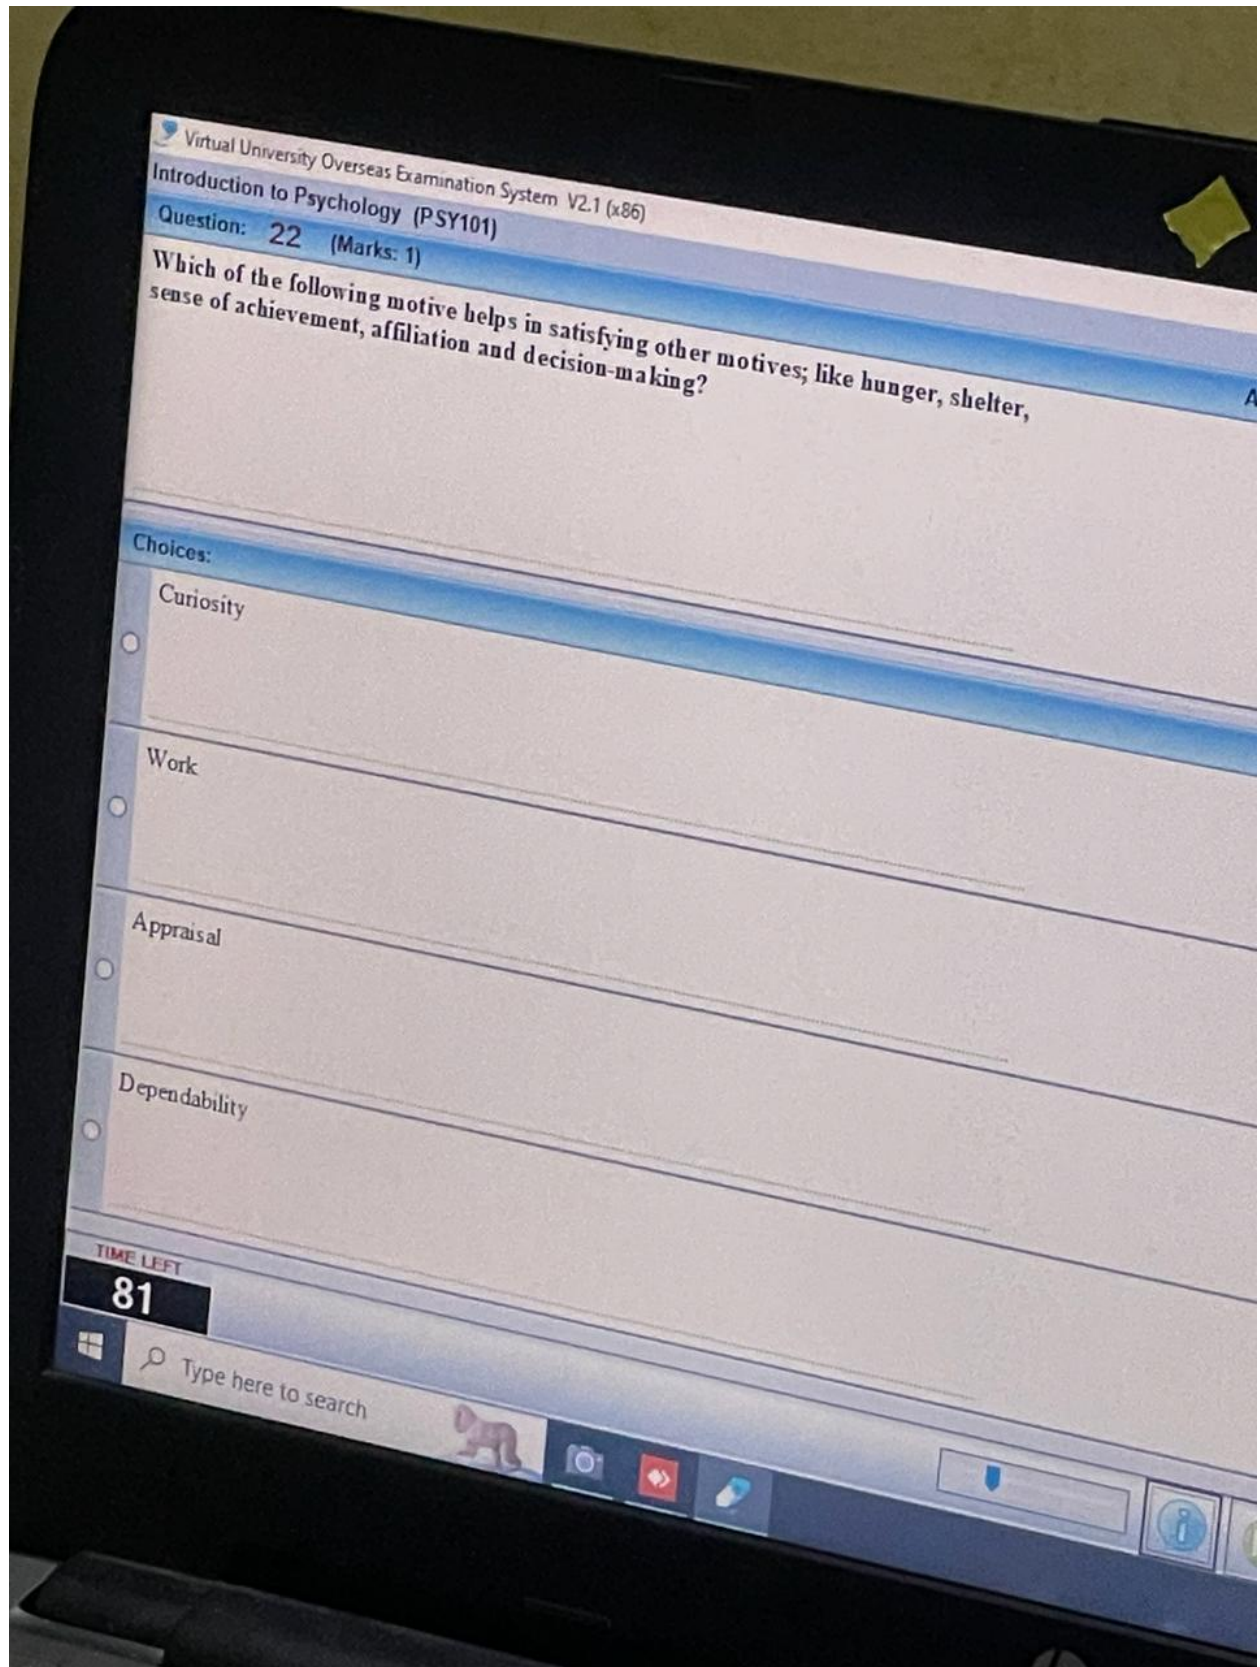 Virtual University Overseas Examination System V2.1 (x86)
Introduction to Psychology (PSY101)
Question: 22 (Marks: 1)
Which of the following motive helps in satisfying other motives; like hunger, shelter,
sense of achievement, affiliation and decision-making?
Choices:
Curiosity
Work
Appraisal
Dependability
TIME LEFT
81
Type here to search